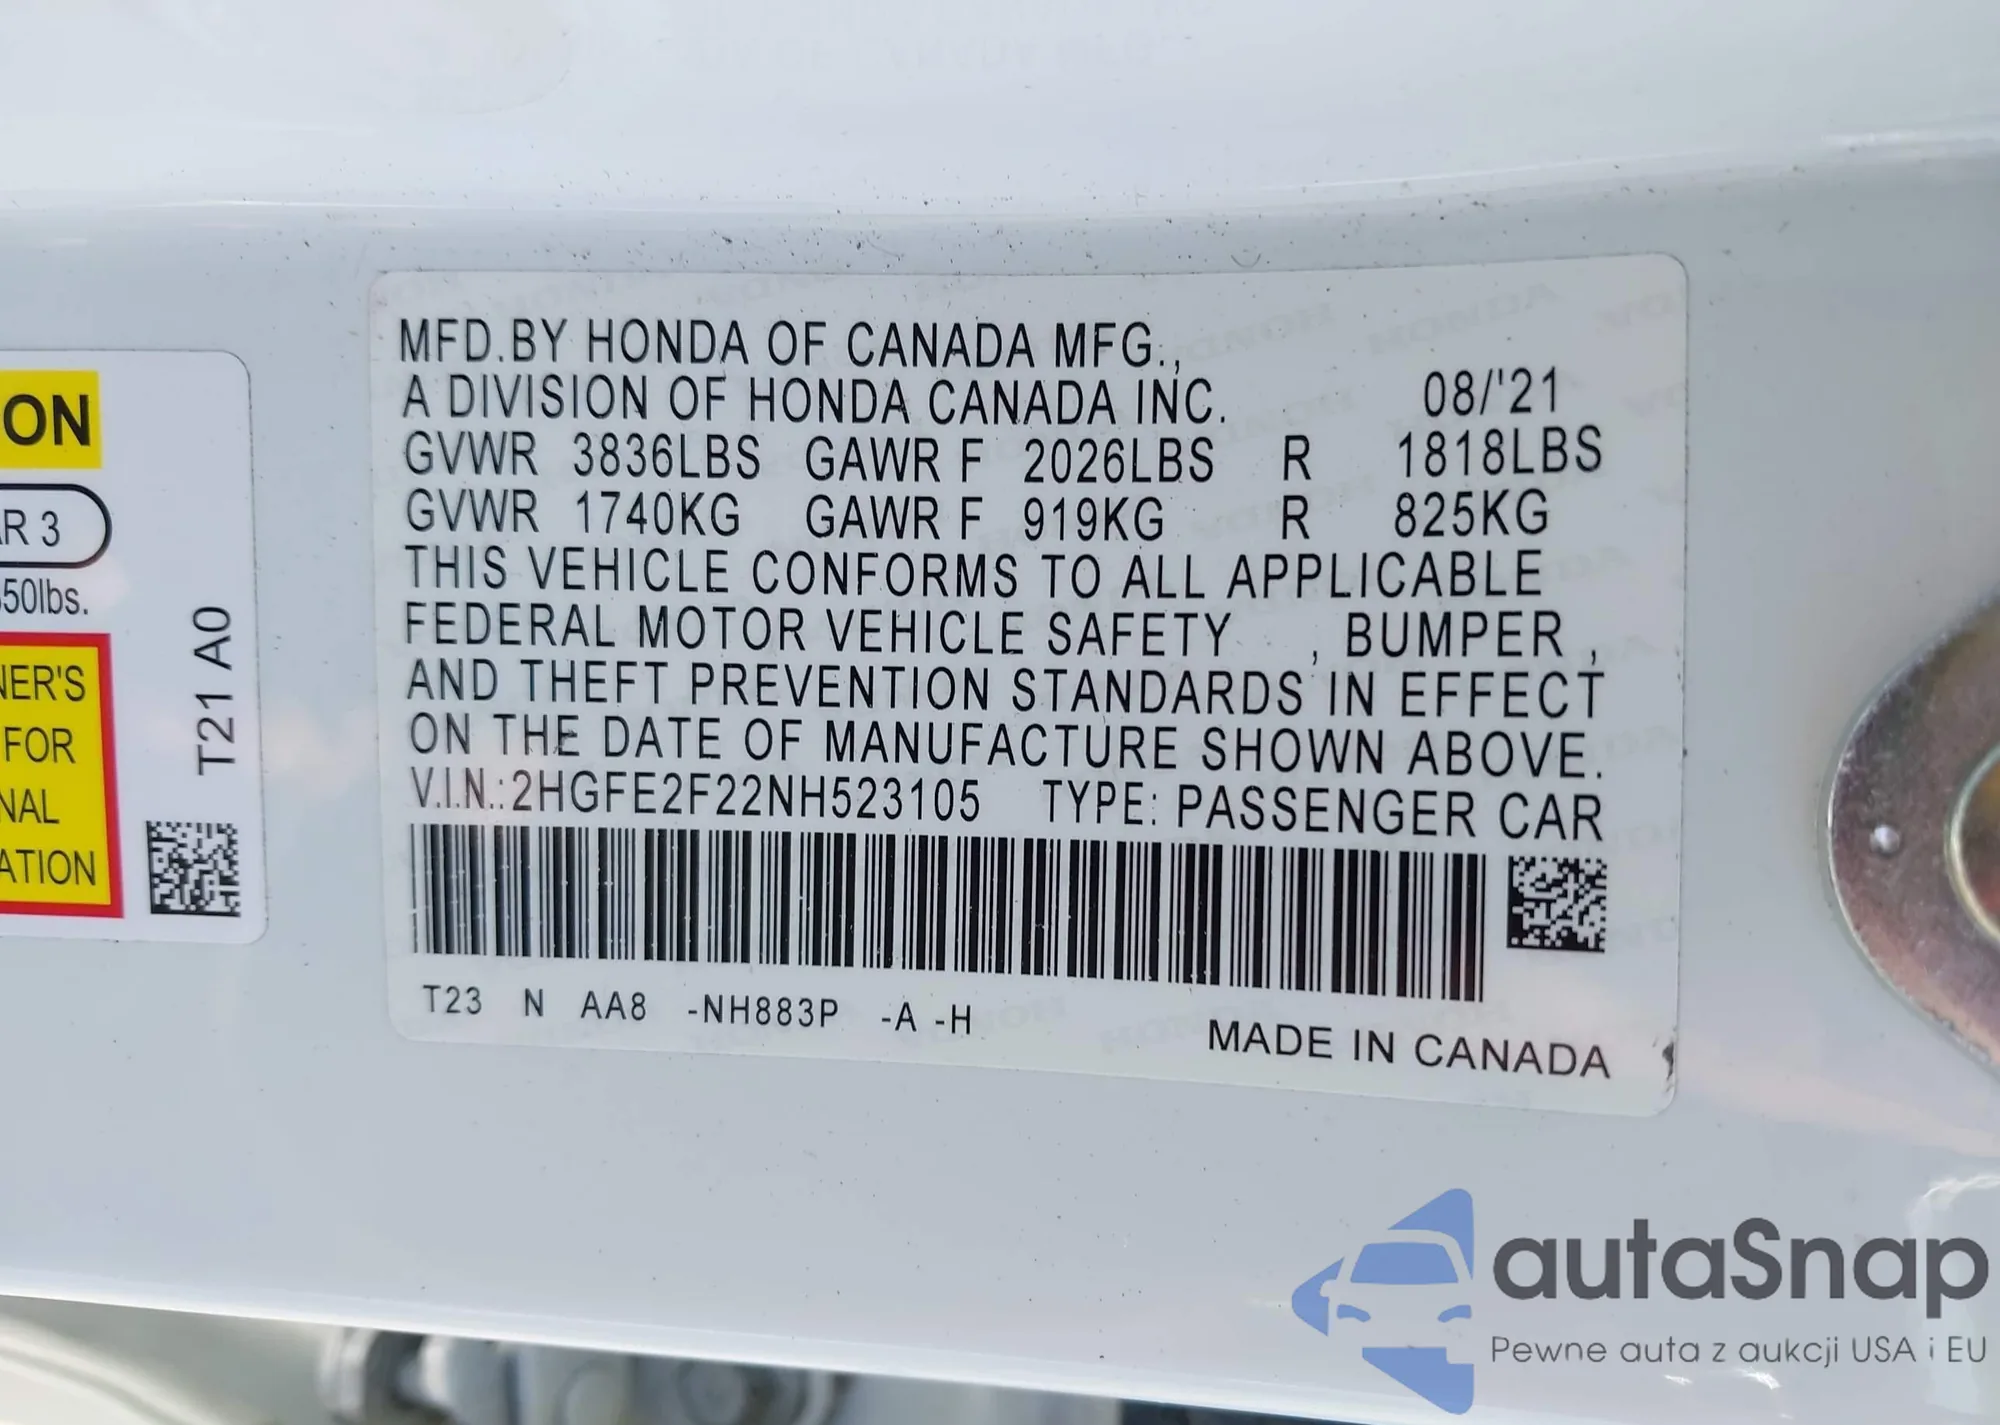 ON
R 3
50lbs.
NER'S
FOR
NAL
ATION
T21 A0
MFD.BY HONDA OF CANADA MFG.,
A DIVISION OF HONDA CANADA INC. 08/'21
GVWR 3836LBS GAWR F 2026LBS R 1818LBS
GVWR 1740KG GAWR F 919KG R 825KG
THIS VEHICLE CONFORMS TO ALL APPLICABLE
FEDERAL MOTOR VEHICLE SAFETY , BUMPER ,
AND THEFT PREVENTION STANDARDS IN EFFECT
ON THE DATE OF MANUFACTURE SHOWN ABOVE.
V.I.N.:2HGFE2F22NH523105 TYPE: PASSENGER CAR
T23 N AA8 -NH883P -A -H
MADE IN CANADA
autaSnap
Pewne auta z aukcji USA i EU